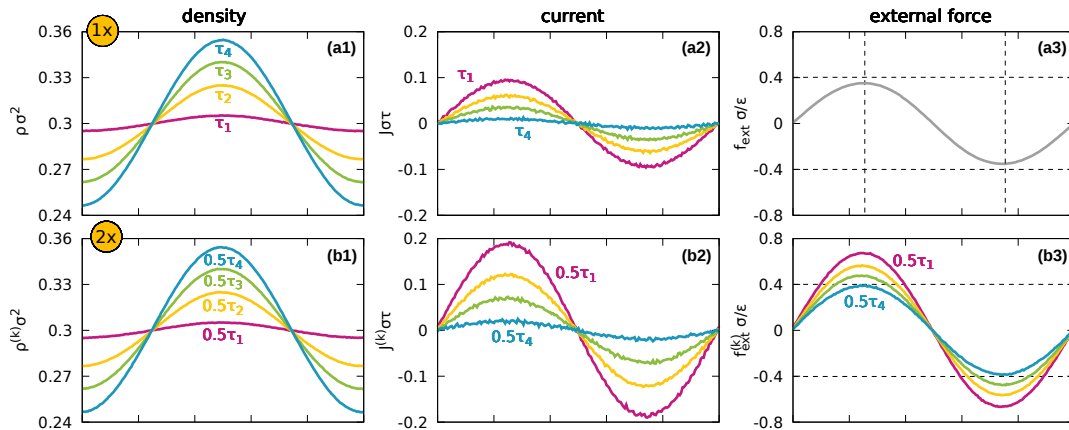 density
current
external force
1x
(a1)
ρ σ²
0.36
0.33
0.3
0.27
0.24
τ₄
τ₃
τ₂
τ₁
(a2)
Jστ
0.2
0.1
0
-0.1
-0.2
τ₁
τ₄
(a3)
f_ext σ/ε
0.8
0.4
0
-0.4
-0.8
2x
(b1)
ρ⁽ᵏ⁾σ²
0.36
0.33
0.3
0.27
0.24
0.5τ₄
0.5τ₃
0.5τ₂
0.5τ₁
(b2)
J⁽ᵏ⁾στ
0.2
0.1
0
-0.1
-0.2
0.5τ₁
0.5τ₄
(b3)
f_ext⁽ᵏ⁾ σ/ε
0.8
0.4
0
-0.4
-0.8
0.5τ₁
0.5τ₄